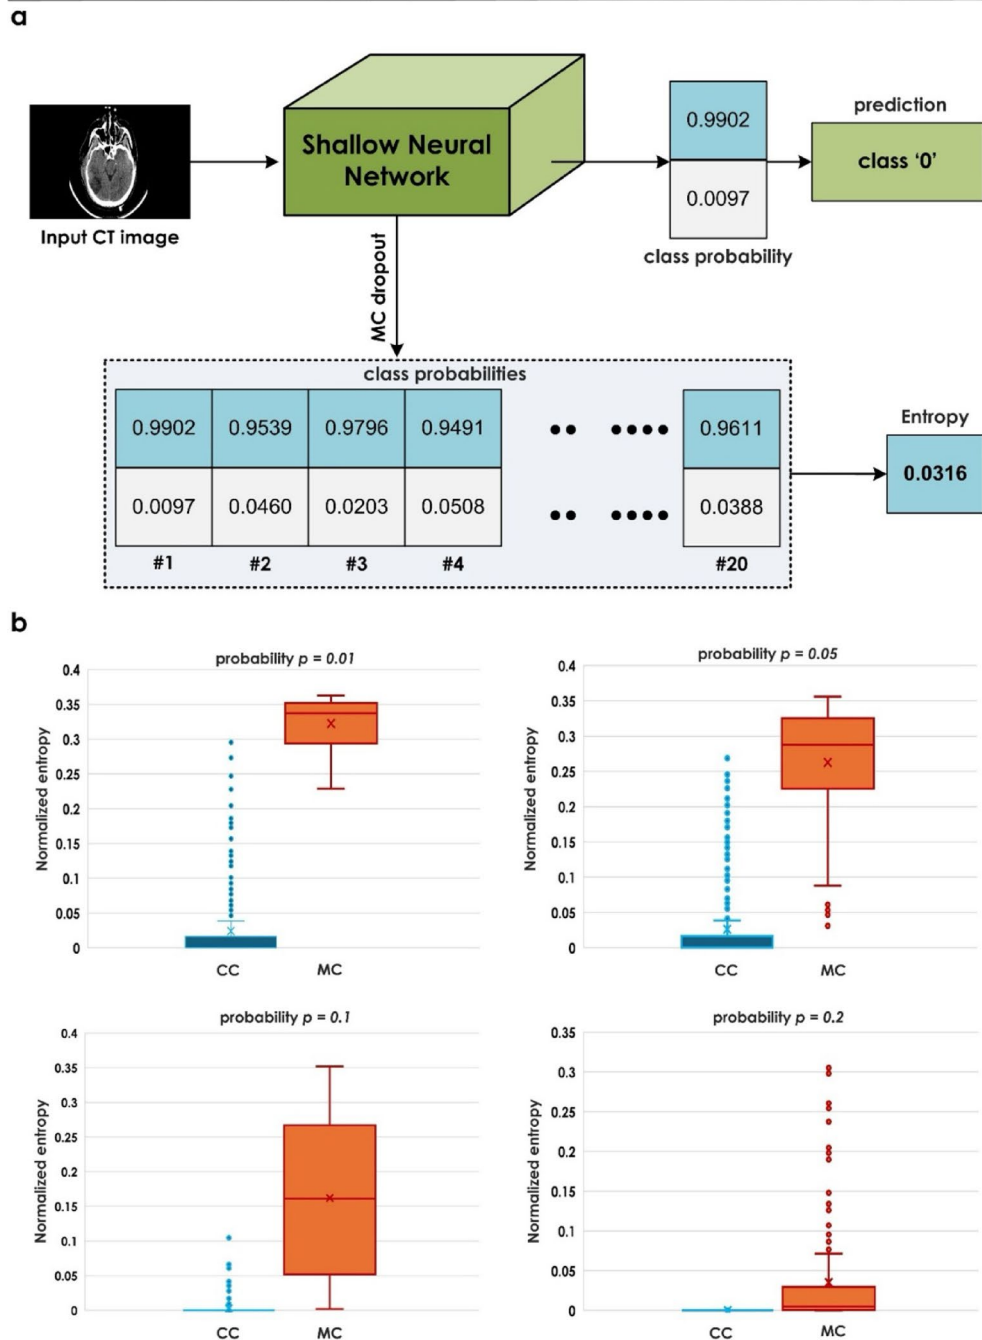 a
Shallow Neural
Network
Input CT image
0.9902
0.0097
class probability
prediction
class ‘0’
MC dropout
class probabilities
0.9902 0.9539 0.9796 0.9491 0.9611
0.0097 0.0460 0.0203 0.0508 0.0388
#1 #2 #3 #4 #20
Entropy
0.0316
b
probability p = 0.01
Normalized entropy
0.4
0.35
0.3
0.25
0.2
0.15
0.1
0.05
0
CC MC
probability p = 0.05
Normalized entropy
0.4
0.35
0.3
0.25
0.2
0.15
0.1
0.05
0
CC MC
probability p = 0.1
Normalized entropy
0.4
0.35
0.3
0.25
0.2
0.15
0.1
0.05
0
CC MC
probability p = 0.2
Normalized entropy
0.35
0.3
0.25
0.2
0.15
0.1
0.05
0
CC MC